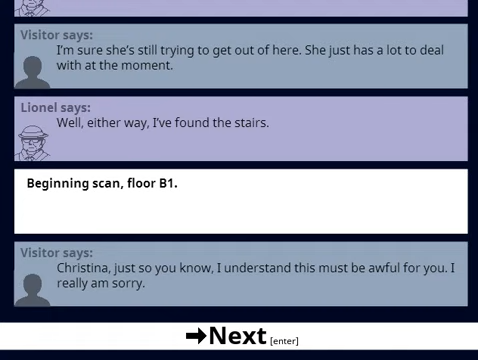 Visitor says:
I’m sure she’s still trying to get out of here. She just has a lot to deal
with at the moment.
Lionel says:
Well, either way, I’ve found the stairs.
Beginning scan, floor B1.
Visitor says:
Christina, just so you know, I understand this must be awful for you. I
really am sorry.
➡Next [enter]